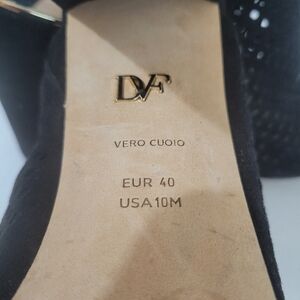 DVF
VERO CUOIO
EUR 40
USA10M